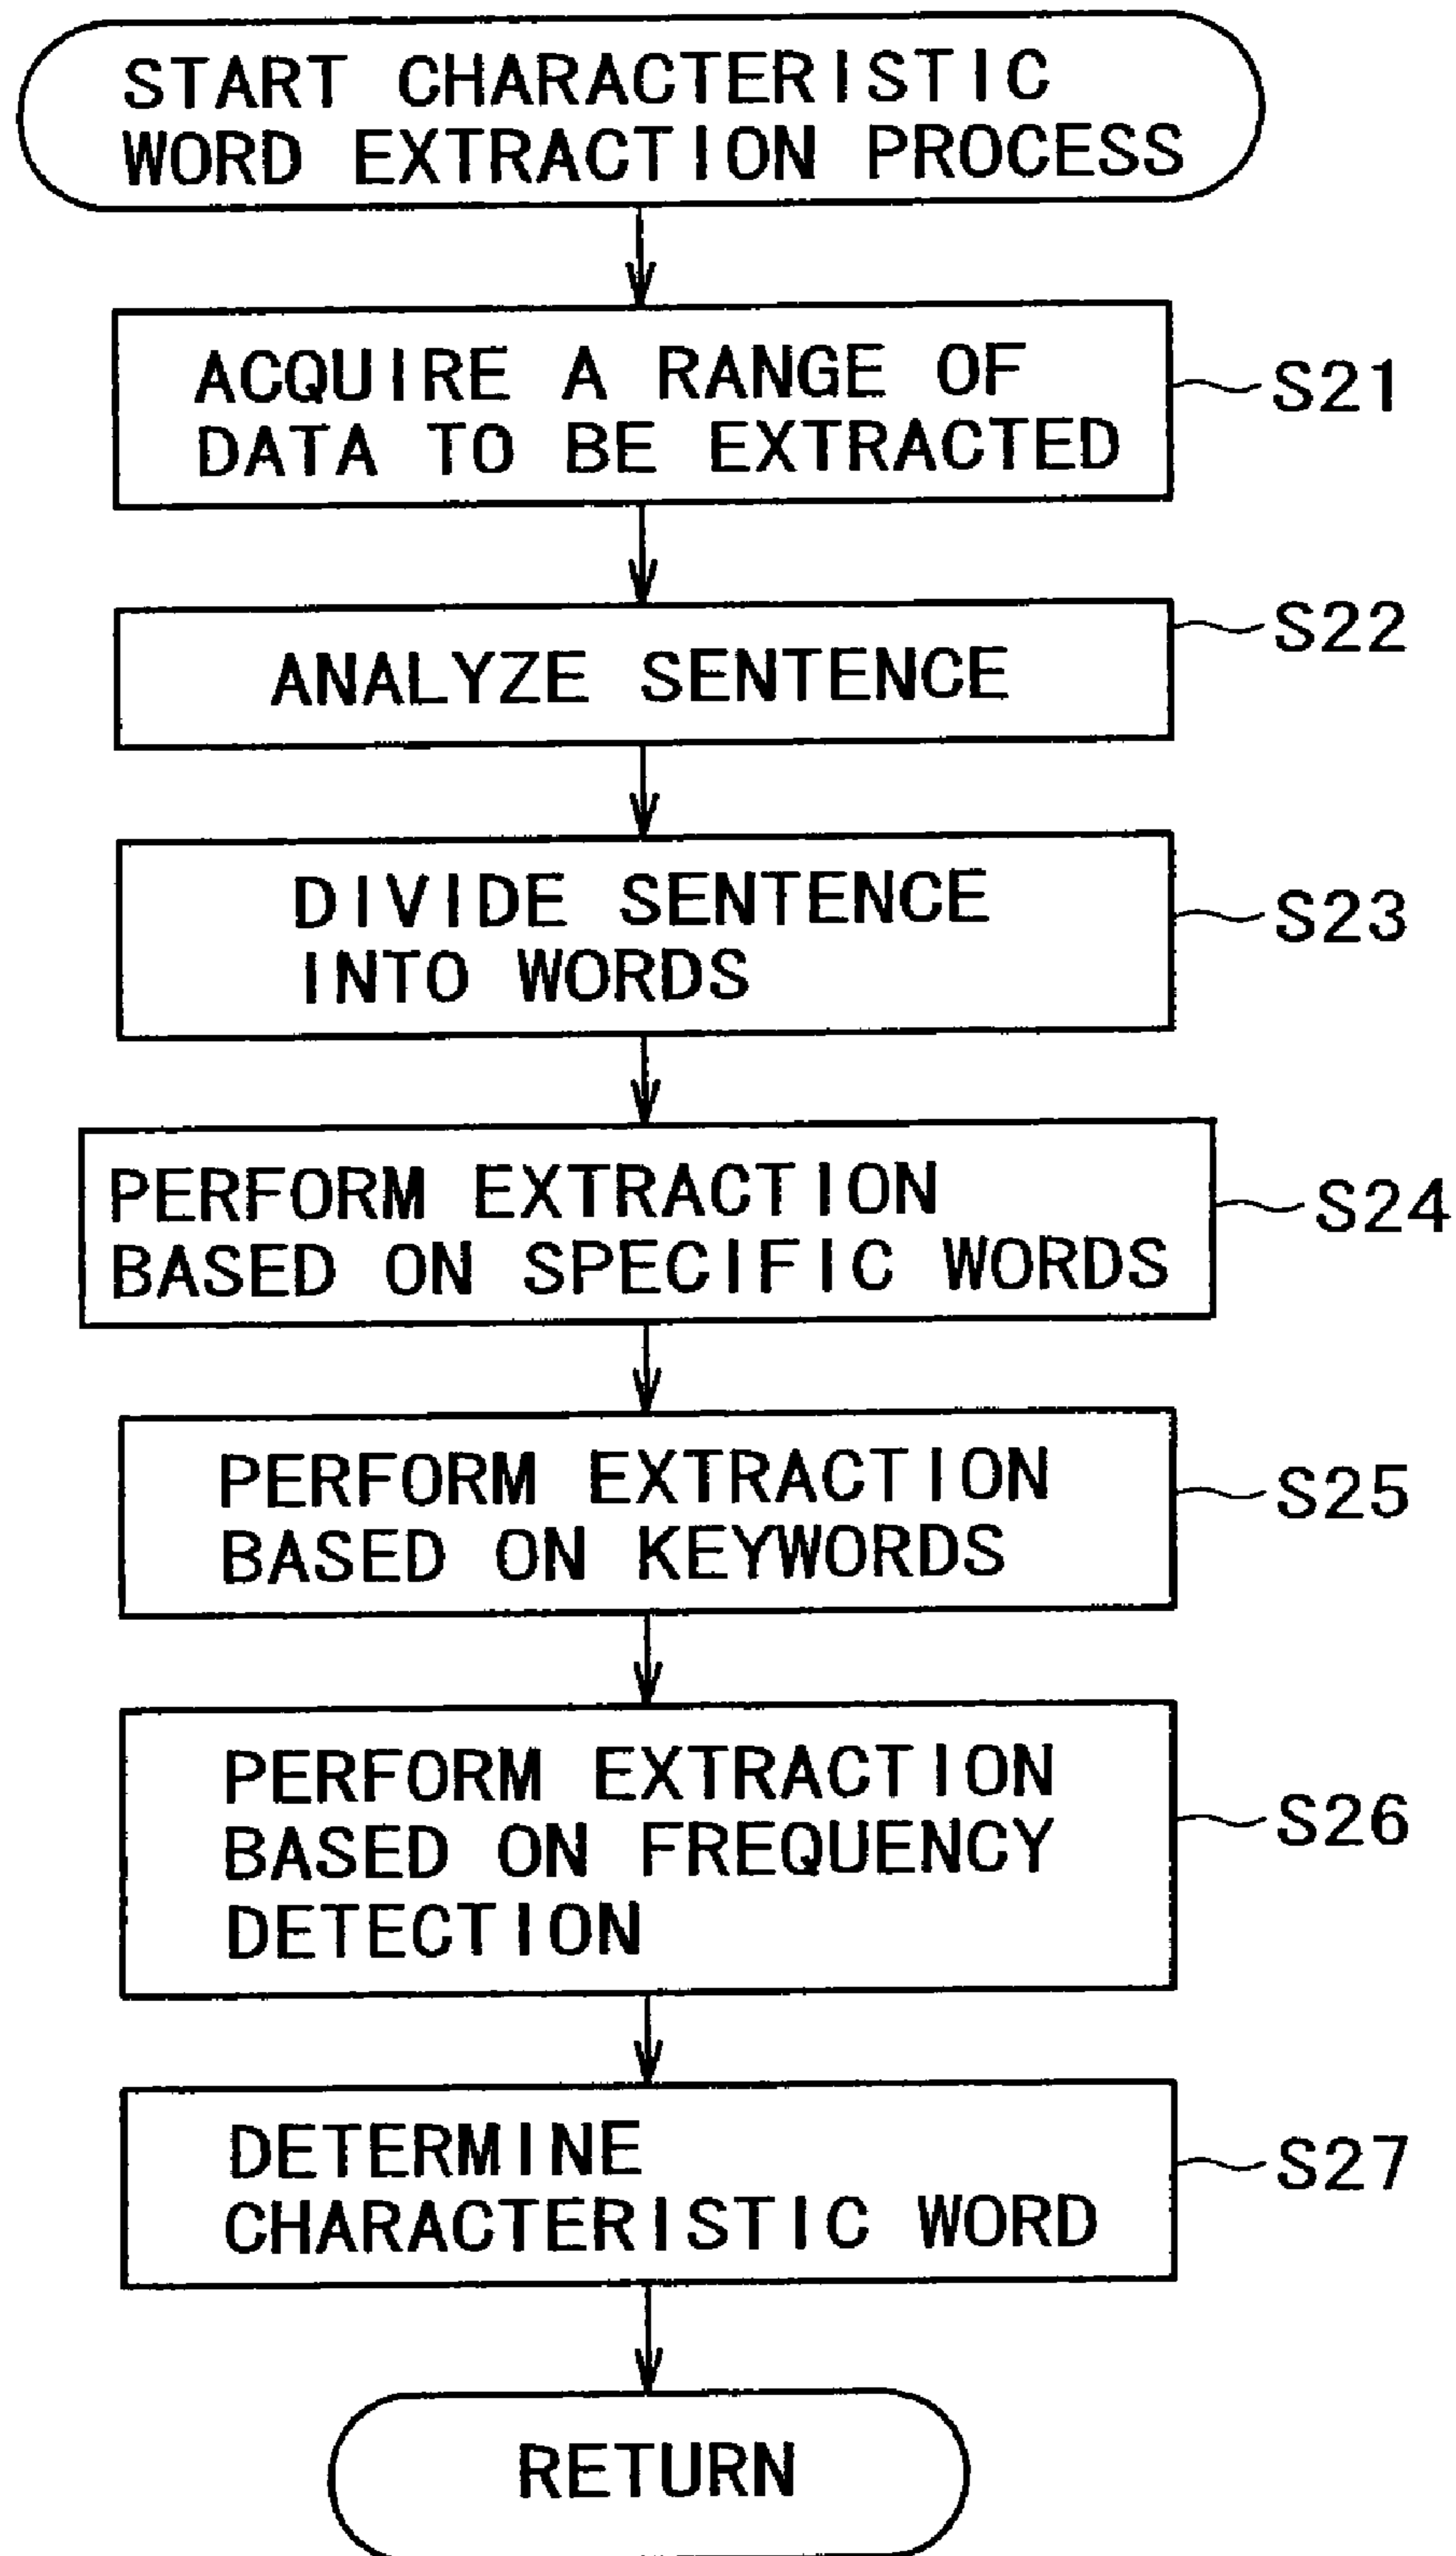 START CHARACTERISTIC
WORD EXTRACTION PROCESS
ACQUIRE A RANGE OF
DATA TO BE EXTRACTED
S21
ANALYZE SENTENCE
S22
DIVIDE SENTENCE
INTO WORDS
S23
PERFORM EXTRACTION
BASED ON SPECIFIC WORDS
S24
PERFORM EXTRACTION
BASED ON KEYWORDS
S25
PERFORM EXTRACTION
BASED ON FREQUENCY
DETECTION
S26
DETERMINE
CHARACTERISTIC WORD
S27
RETURN